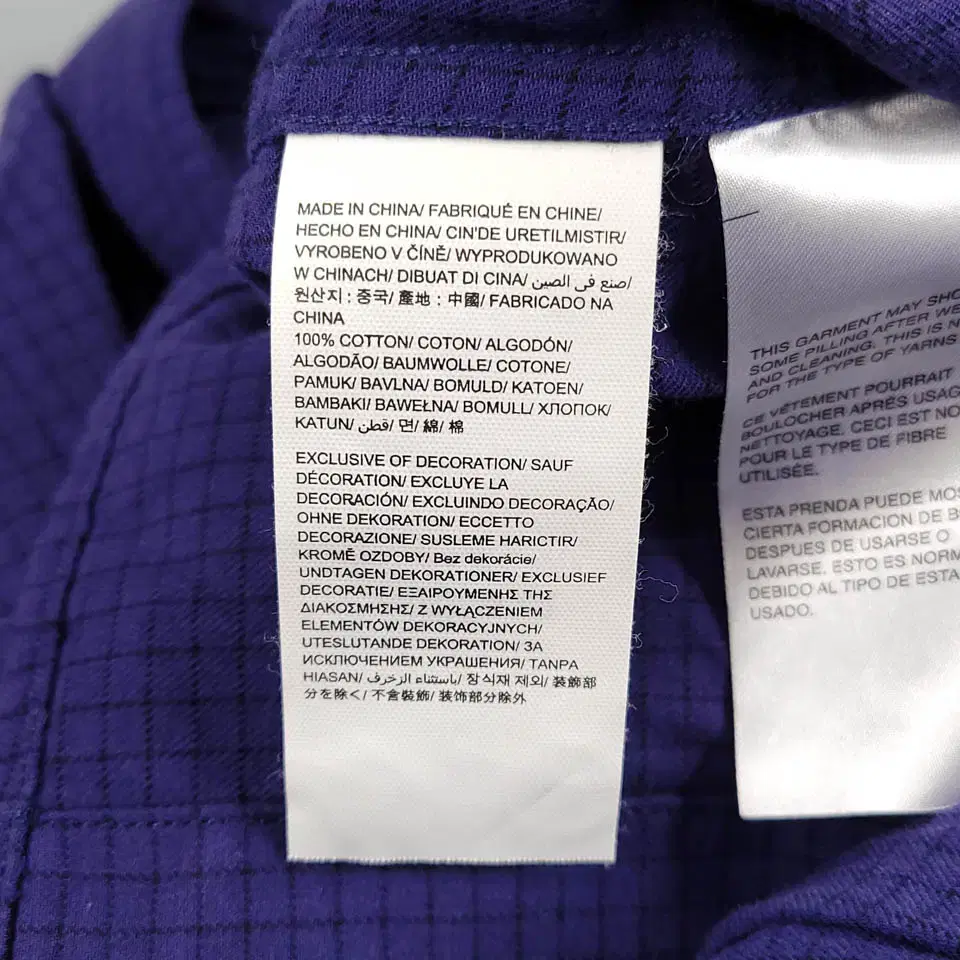 MADE IN CHINA/ FABRIQUÉ EN CHINE/
HECHO EN CHINA/ CIN'DE URETILMISTIR/
VYROBENO V ČÍNĚ/ WYPRODUKOWANO
W CHINACH/ DIBUAT DI CINA/ صنع في الصين/
원산지 : 중국/ 產地 : 中國/ FABRICADO NA
CHINA
100% COTTON/ COTON/ ALGODÓN/
ALGODÃO/ BAUMWOLLE/ COTONE/
PAMUK/ BAVLNA/ BOMULD/ KATOEN/
BAMBAKI/ BAWEŁNA/ BOMULL/ ХЛОПОК/
KATUN/ قطن/ 면/ 綿/ 棉
EXCLUSIVE OF DECORATION/ SAUF
DÉCORATION/ EXCLUYE LA
DECORACIÓN/ EXCLUINDO DECORAÇÃO/
OHNE DEKORATION/ ECCETTO
DECORAZIONE/ SUSLEME HARICTIR/
KROMĚ OZDOBY/ Bez dekorácie/
UNDTAGEN DEKORATIONER/ EXCLUSIEF
DECORATIE/ ΕΞΑΙΡΟΥΜΕΝΗΣ ΤΗΣ
ΔΙΑΚΟΣΜΗΣΗΣ/ Z WYŁĄCZENIEM
ELEMENTÓW DEKORACYJNYCH/
UTESLUTANDE DEKORATION/ ЗА
ИСКЛЮЧЕНИЕМ УКРАШЕНИЯ/ TANPA
HIASAN/ باستثناء الزخرف/ 장식재 제외/ 装飾部
分を除く/ 不含裝飾/ 装饰部分除外
THIS GARMENT MAY SHO
SOME PILLING AFTER WE
AND CLEANING. THIS IS N
FOR THE TYPE OF YARNS
CE VÊTEMENT POURRAIT
BOULOCHER APRÈS USAG
NETTOYAGE. CECI EST NO
POUR LE TYPE DE FIBRE
UTILISÉE.
ESTA PRENDA PUEDE MOS
CIERTA FORMACION DE B
DESPUES DE USARSE O
LAVARSE. ESTO ES NORM
DEBIDO AL TIPO DE ESTA
USADO.